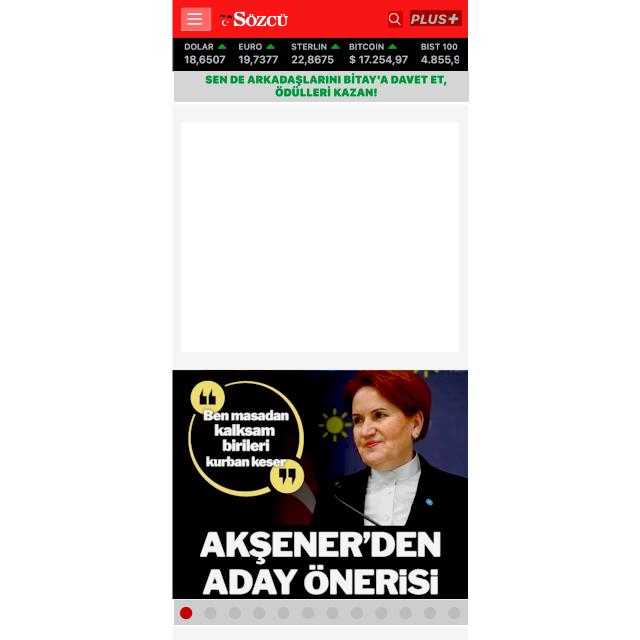 SÖZCÜ
PLUS+
DOLAR EURO STERLIN BITCOIN BIST 100
18,6507 19,7377 22,8675 $ 17.254,97 4.855,9
SEN DE ARKADAŞLARINI BİTAY'A DAVET ET,
ÖDÜLLERİ KAZAN!
“
Ben masadan
kalksam
birileri
kurban keser
”
AKŞENER’DEN
ADAY ÖNERiSi